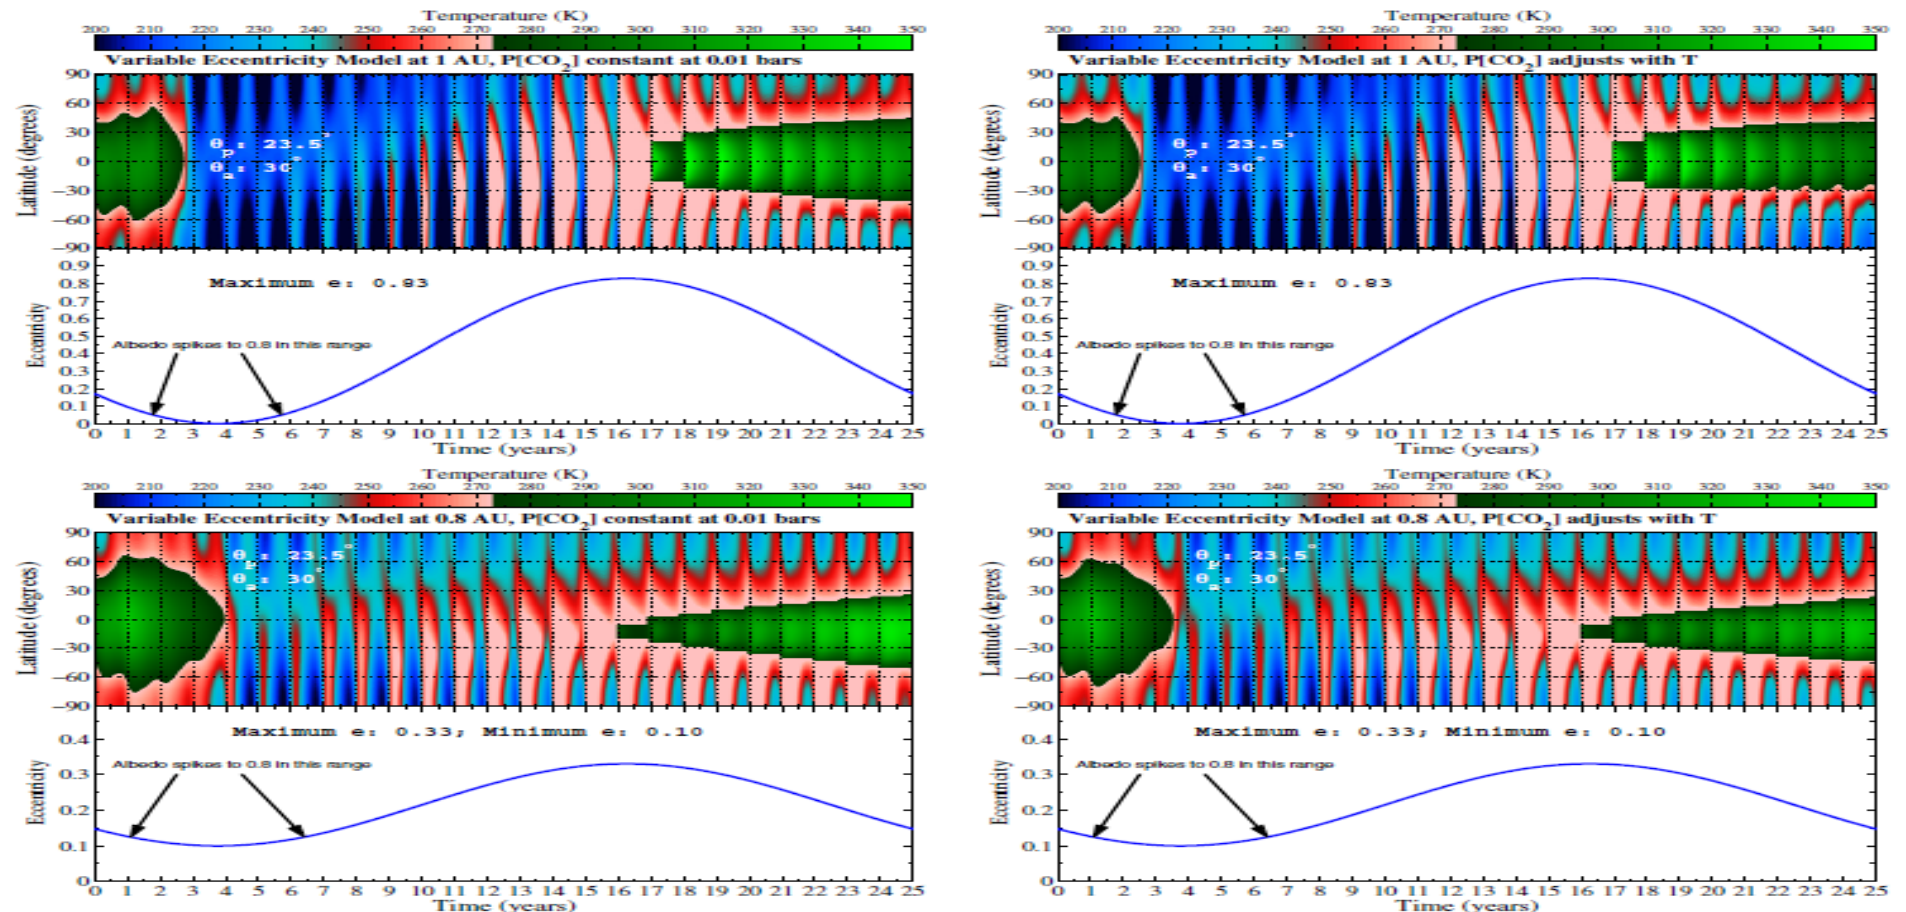 Temperature (K)
200 210 220 230 240 250 260 270 280 290 300 310 320 330 340 350
Variable Eccentricity Model at 1 AU, P[CO2] constant at 0.01 bars
Latitude (degrees)
90
60
30
0
−30
−60
−90
θp: 23.5°
θa: 30°
Eccentricity
0.9
0.8
0.7
0.6
0.5
0.4
0.3
0.2
0.1
0
Maximum e: 0.83
Albedo spikes to 0.8 in this range
0 1 2 3 4 5 6 7 8 9 10 11 12 13 14 15 16 17 18 19 20 21 22 23 24 25
Time (years)
Temperature (K)
200 210 220 230 240 250 260 270 280 290 300 310 320 330 340 350
Variable Eccentricity Model at 1 AU, P[CO2] adjusts with T
Latitude (degrees)
90
60
30
0
−30
−60
−90
θp: 23.5°
θa: 30°
Eccentricity
0.9
0.8
0.7
0.6
0.5
0.4
0.3
0.2
0.1
0
Maximum e: 0.83
Albedo spikes to 0.8 in this range
0 1 2 3 4 5 6 7 8 9 10 11 12 13 14 15 16 17 18 19 20 21 22 23 24 25
Time (years)
Temperature (K)
200 210 220 230 240 250 260 270 280 290 300 310 320 330 340 350
Variable Eccentricity Model at 0.8 AU, P[CO2] constant at 0.01 bars
Latitude (degrees)
90
60
30
0
−30
−60
−90
θp: 23.5°
θa: 30°
Eccentricity
0.4
0.3
0.2
0.1
0
Maximum e: 0.33; Minimum e: 0.10
Albedo spikes to 0.8 in this range
0 1 2 3 4 5 6 7 8 9 10 11 12 13 14 15 16 17 18 19 20 21 22 23 24 25
Time (years)
Temperature (K)
200 210 220 230 240 250 260 270 280 290 300 310 320 330 340 350
Variable Eccentricity Model at 0.8 AU, P[CO2] adjusts with T
Latitude (degrees)
90
60
30
0
−30
−60
−90
θp: 23.5°
θa: 30°
Eccentricity
0.4
0.3
0.2
0.1
0
Maximum e: 0.33; Minimum e: 0.10
Albedo spikes to 0.8 in this range
0 1 2 3 4 5 6 7 8 9 10 11 12 13 14 15 16 17 18 19 20 21 22 23 24 25
Time (years)